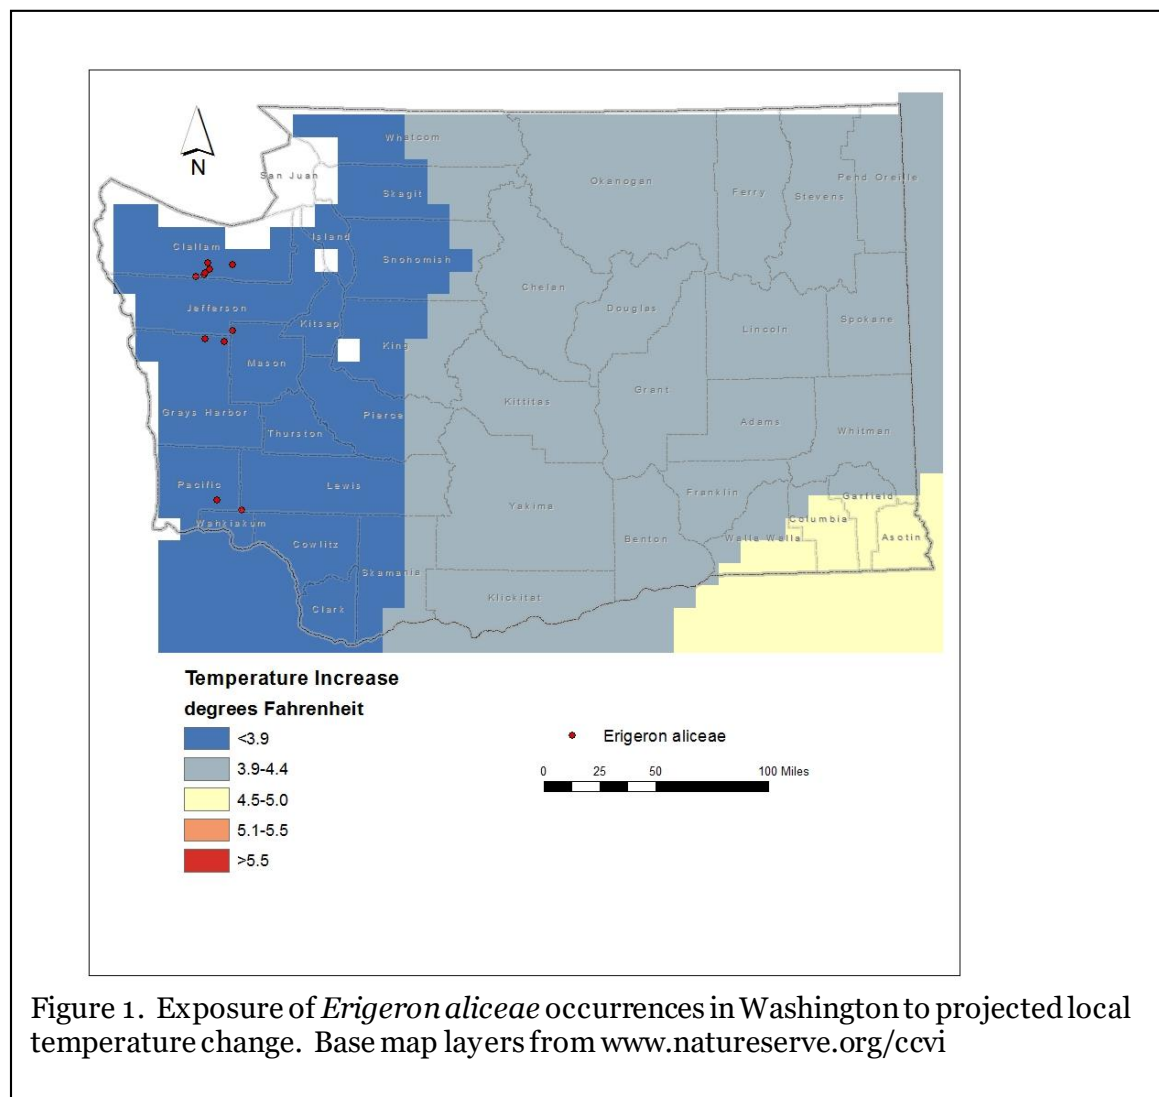 N
Whatcom
San Juan
Skagit
Okanogan
Ferry
Stevens
Pend Oreille
Clallam
Island
Snohomish
Chelan
Douglas
Jefferson
Kitsap
King
Lincoln
Spokane
Mason
Grant
Kittitas
Grays Harbor
Pierce
Thurston
Adams
Whitman
Pacific
Lewis
Yakima
Franklin
Garfield
Columbia
Wahkiakum
Cowlitz
Skamania
Benton
Walla Walla
Asotin
Klickitat
Clark
Temperature Increase
degrees Fahrenheit
<3.9
3.9-4.4
4.5-5.0
5.1-5.5
>5.5
Erigeron aliceae
0 25 50 100 Miles
Figure 1. Exposure of Erigeron aliceae occurrences in Washington to projected local
temperature change. Base map layers from www.natureserve.org/ccvi